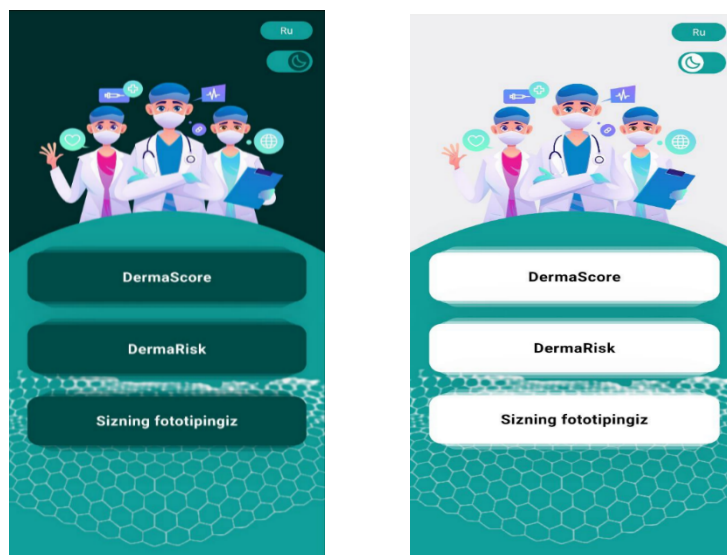 Ru
DermaScore
DermaRisk
Sizning fototipingiz
Ru
DermaScore
DermaRisk
Sizning fototipingiz